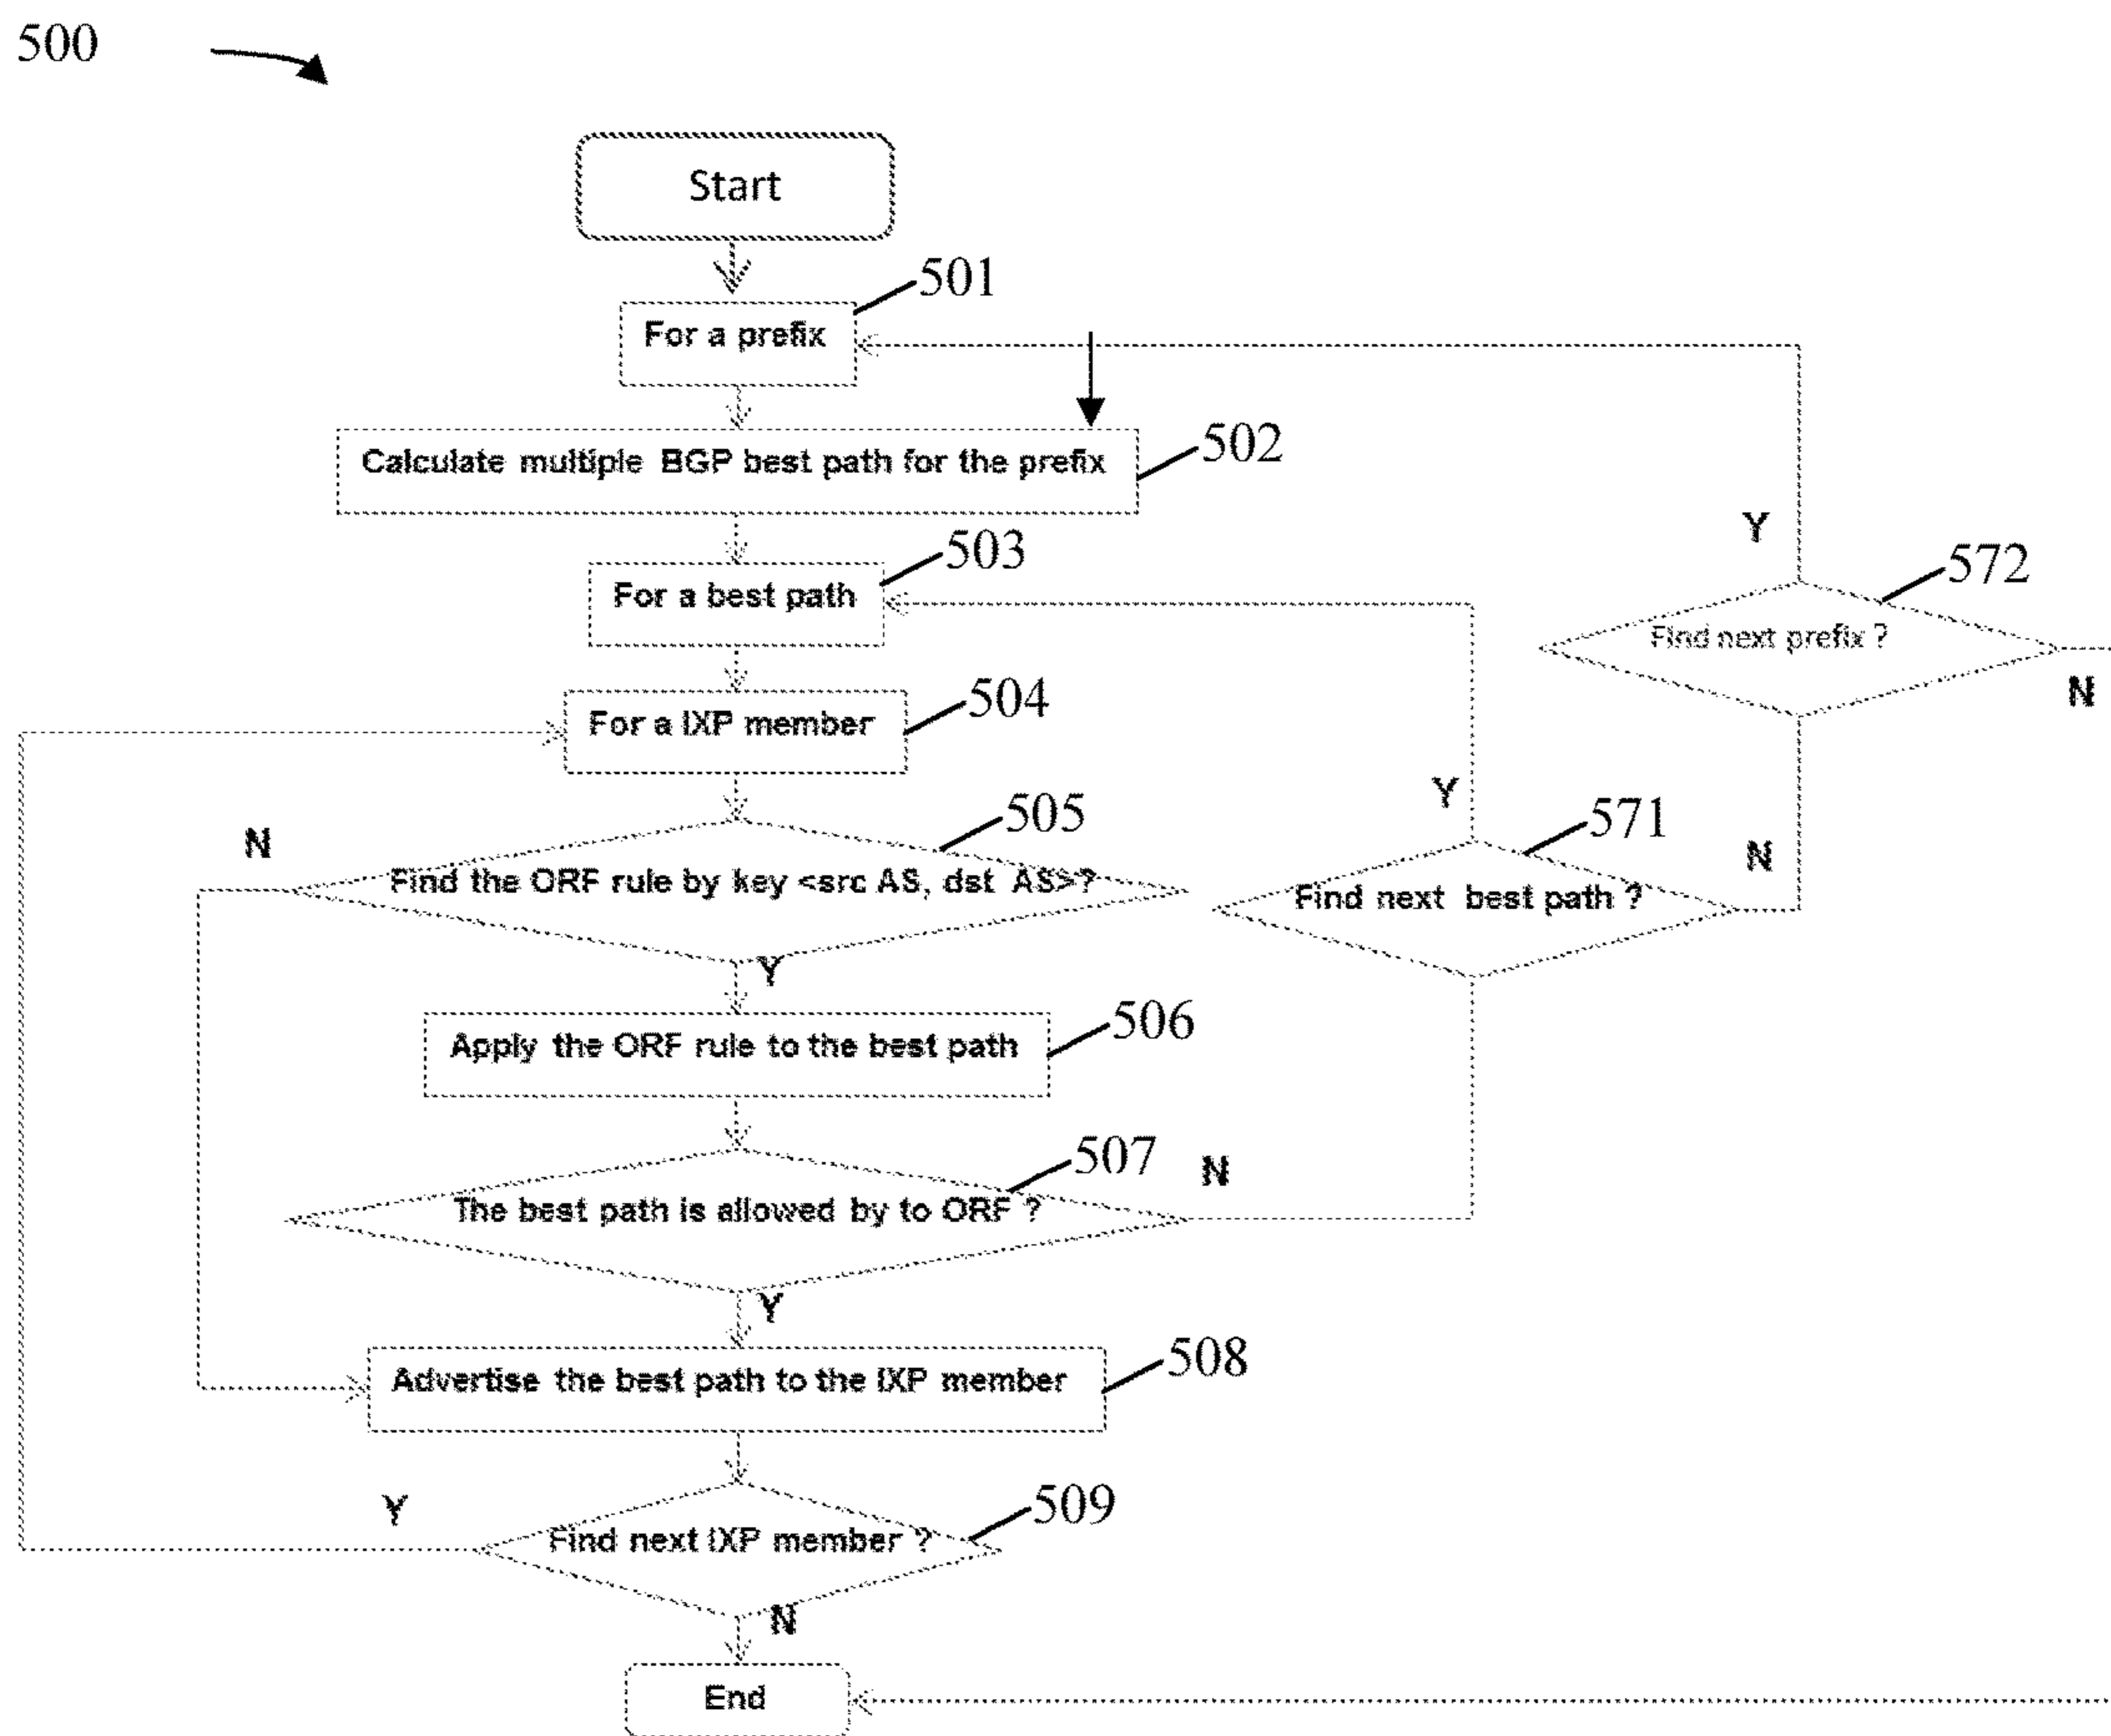 500
Start
501
For a prefix
502
Calculate multiple BGP best path for the prefix
503
For a best path
Y
572
Find next prefix ?
N
504
For a IXP member
Y
571
N
505
N
Find the ORF rule by key <src AS, dst AS>?
Find next best path ?
Y
506
Apply the ORF rule to the best path
507
N
The best path is allowed by to ORF ?
Y
508
Advertise the best path to the IXP member
509
Y
Find next IXP member ?
N
End